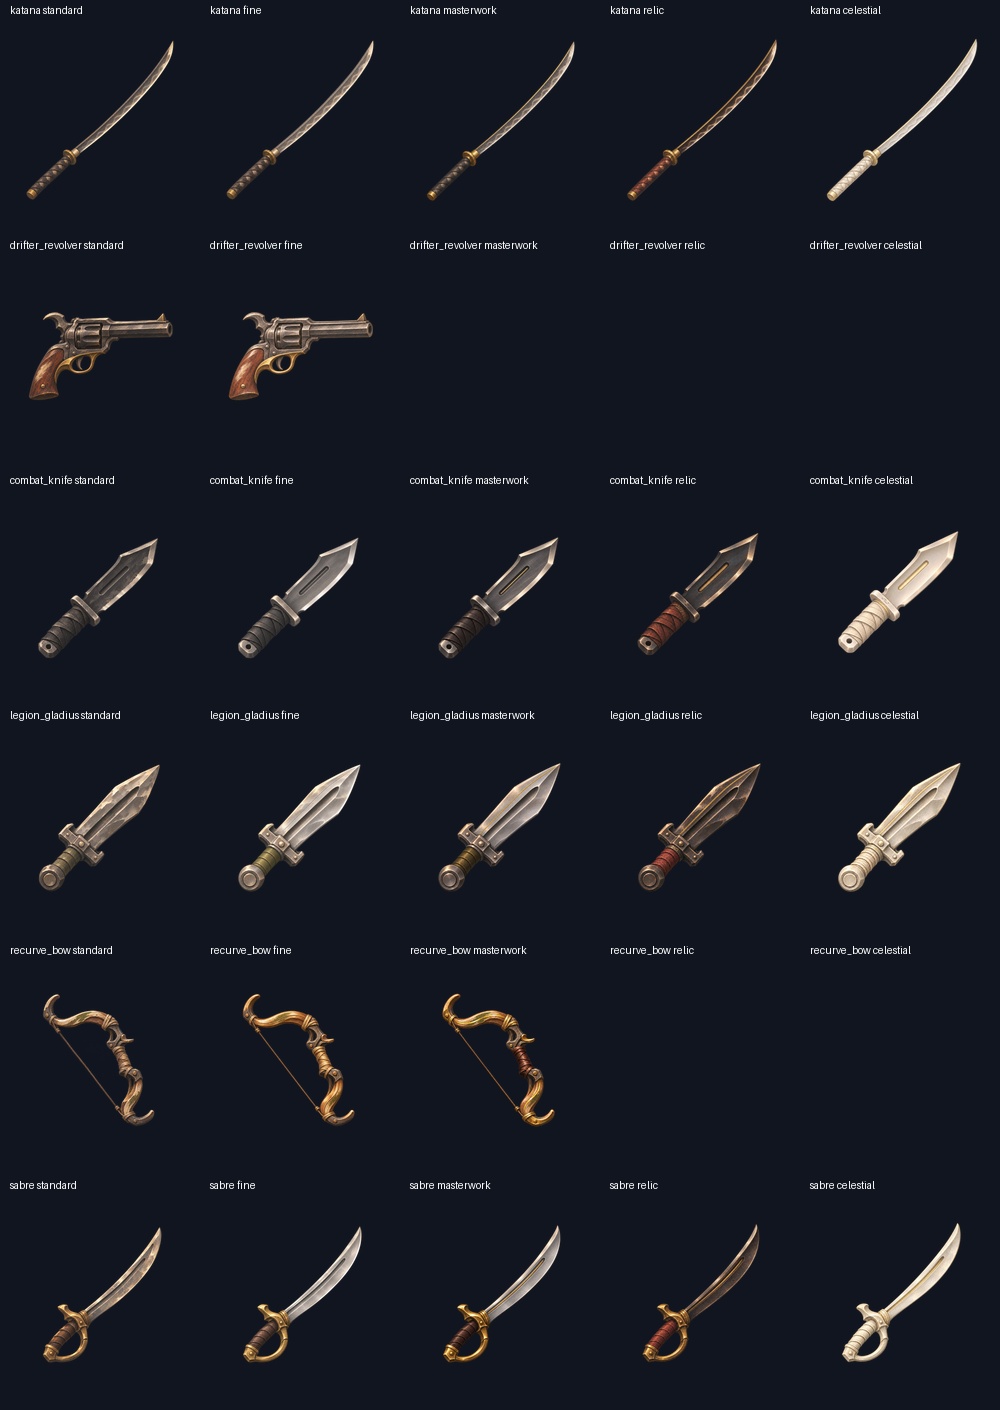 katana standard katana fine katana masterwork katana relic katana celestial
drifter_revolver standard drifter_revolver fine drifter_revolver masterwork drifter_revolver relic drifter_revolver celestial
combat_knife standard combat_knife fine combat_knife masterwork combat_knife relic combat_knife celestial
legion_gladius standard legion_gladius fine legion_gladius masterwork legion_gladius relic legion_gladius celestial
recurve_bow standard recurve_bow fine recurve_bow masterwork recurve_bow relic recurve_bow celestial
sabre standard sabre fine sabre masterwork sabre relic sabre celestial